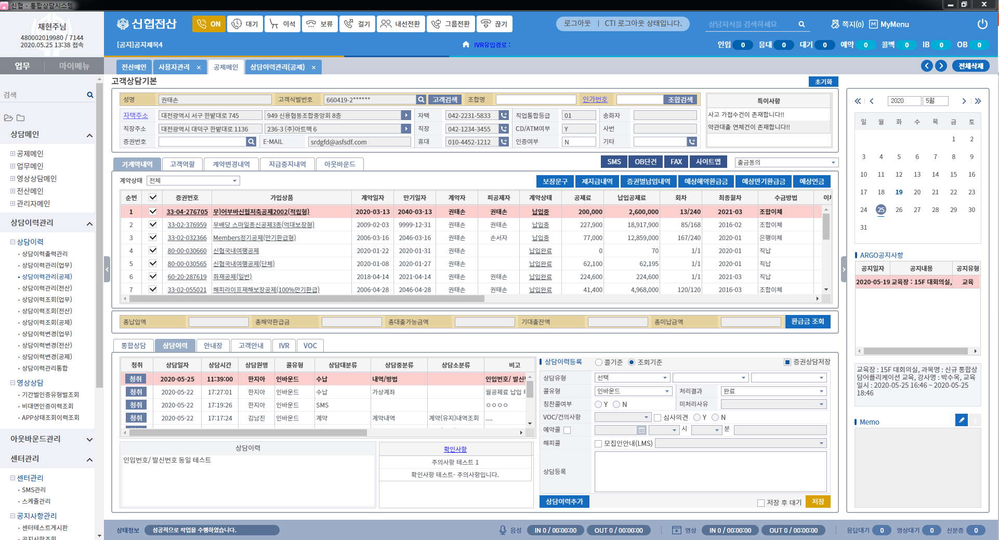 신협 - 통합상담시스템
채현주님
480002019980 / 7144
2020.05.25 13:38 접속
신협전산
ON 대기 이석 보류 걸기 내선전환 그룹전환 끊기
로그아웃 | CTI 로그아웃 상태입니다.
상담지식을 검색하세요
쪽지(0) MyMenu
[공지]공지제목4
IVR유입경로 :
인입 0 응대 0 대기 0 예약 0 콜백 0 IB 0 OB 0
업무 마이메뉴
전산메인 사용자관리 × 공제메인 상담이력관리(공제) ×
전체삭제
검색
상담메인
공제메인
업무메인
영상상담메인
전산메인
관리자메인
상담이력관리
상담이력
상담이력출력관리
상담이력관리(업무)
상담이력관리(공제)
상담이력관리(전산)
상담이력조회(업무)
상담이력조회(전산)
상담이력조회(공제)
상담이력변경(업무)
상담이력변경(전산)
상담이력변경(공제)
상담이력관리통합
영상상담
기간별인증유형별조회
비대면인증이력조회
APP상태조회이력조회
아웃바운드관리
센터관리
센터관리
SMS관리
스케쥴관리
공지사항관리
센터테스트게시판
공지사항조회
고객상담기본
초기화
성명 권태손 고객식별번호 660419-2****** 고객검색 조합명 인가번호 조합검색
자택주소 대전광역시 서구 한밭대로 745 949 신용협동조합중앙회 8층 자택 042-2231-5833 직업통합등급 01 송화자
직장주소 대전광역시 대덕구 한밭대로 1136 236-3 (주)아트맥 6 직장 042-1234-3455 CD/ATM여부 Y 사번
증권번호 E-MAIL srdgfd@asfsdf.com 휴대 010-4452-1212 인증여부 N 기타
특이사항
사고 가접수건이 존재합니다!!
약관대출 연체건이 존재합니다!!
기계약내역 고객역할 계약변경내역 지급중지내역 아웃바운드
SMS OB단건 FAX 사이트맵 출금동의
계약상태 전체
보장문구 제지급내역 증권별납입내역 예상해약환급금 예상만기환급금 예상연금
순번 증권번호 가입상품 계약일자 만기일자 계약자 피공제자 계약상태 공제료 납입공제료 회차 최종월차 수금방법
1 33-04-276705 무)어부바신협저축공제2002(적립형) 2020-03-13 2040-03-13 권태손 권태손 납입중 200,000 2,600,000 13/240 2021-03 조합이체
2 33-02-376959 무배당 스마일종신공제3종(역대보장형) 2009-02-03 9999-12-31 권태손 권태손 납입중 227,900 18,917,900 85/168 2016-02 조합이체
3 33-02-032366 Members정기공제(만기환급형) 2006-03-16 2046-03-16 권태손 손서자 납입중 77,000 12,859,000 167/240 2020-01 은행이체
4 80-00-030660 신협국내여행공제 2020-01-22 2020-01-31 권태손 납입완료 0 70 1/1 2020-01 직납
5 80-00-030565 신협국내여행공제(단체) 2020-01-08 2020-01-27 권태손 납입완료 62,100 62,195 1/1 2020-01 직납
6 60-20-287619 화재공제(일반) 2018-04-14 2021-04-14 권태손 권태손 납입완료 224,600 224,600 1/1 2021-03 직납
7 33-02-055021 해피라이프재해보장공제(100%만기환급) 2006-04-28 2046-04-28 권태손 권태손 납입완료 41,400 4,968,000 120/120 2016-03 조합이체
총납입액 총해약환급금 총대출가능금액 기대출잔액 총미납금액 환급금 조회
통합상담 상담이력 안내장 고객안내 IVR VOC
청취 상담일자 상담시간 상담원명 콜유형 상담대분류 상담중분류 상담소분류 비고
청취 2020-05-25 11:39:00 한지아 인바운드 수납 내역/방법 인입번호/ 발신
청취 2020-05-22 17:27:01 한지아 인바운드 수납 가상계좌 월공제료 납입
청취 2020-05-22 17:19:26 한지아 인바운드 SMS ㅇㅇㅇㅇ
청취 2020-05-22 17:17:24 김남진 인바운드 계약 계약내역 계약(유지)내역조회 ....
상담이력
인입번호/ 발신번호 동일 테스트
확인사항
주의사항 테스트 1
확인사항 테스트- 주의사항입니다.
상담이력등록 콜기준 조회기준 증권상담저장
상담유형 선택
콜유형 인바운드 처리결과 완료
칭찬콜여부 Y N 미처리사유
VOC/건의사항 심사의견 Y N
예약콜 시 분
해피콜 모집인안내(LMS)
상담등록
상담이력추가 저장 후 대기 저장
2020 5월
일 월 화 수 목 금 토
1 2
3 4 5 6 7 8 9
10 11 12 13 14 15 16
17 18 19 20 21 22 23
24 25 26 27 28 29 30
31
ARGO공지사항
공지일자 공지내용 공지유형
2020-05-19 교육장 : 15F 대회의실, 교육
교육장 : 15F 대회의실, 과목명 : 신규 통합상
담어플리케이션 교육, 강사명 : 박수옥, 교육
일시 : 2020-05-25 16:46 ~ 2020-05-25
18:46
Memo
상태정보 성공적으로 작업을 수행하였습니다.
음성 IN 0 / 00:00:00 OUT 0 / 00:00:00 영상 IN 0 / 00:00:00 OUT 0 / 00:00:00 응답대기 0 영상대기 0 신분증 0